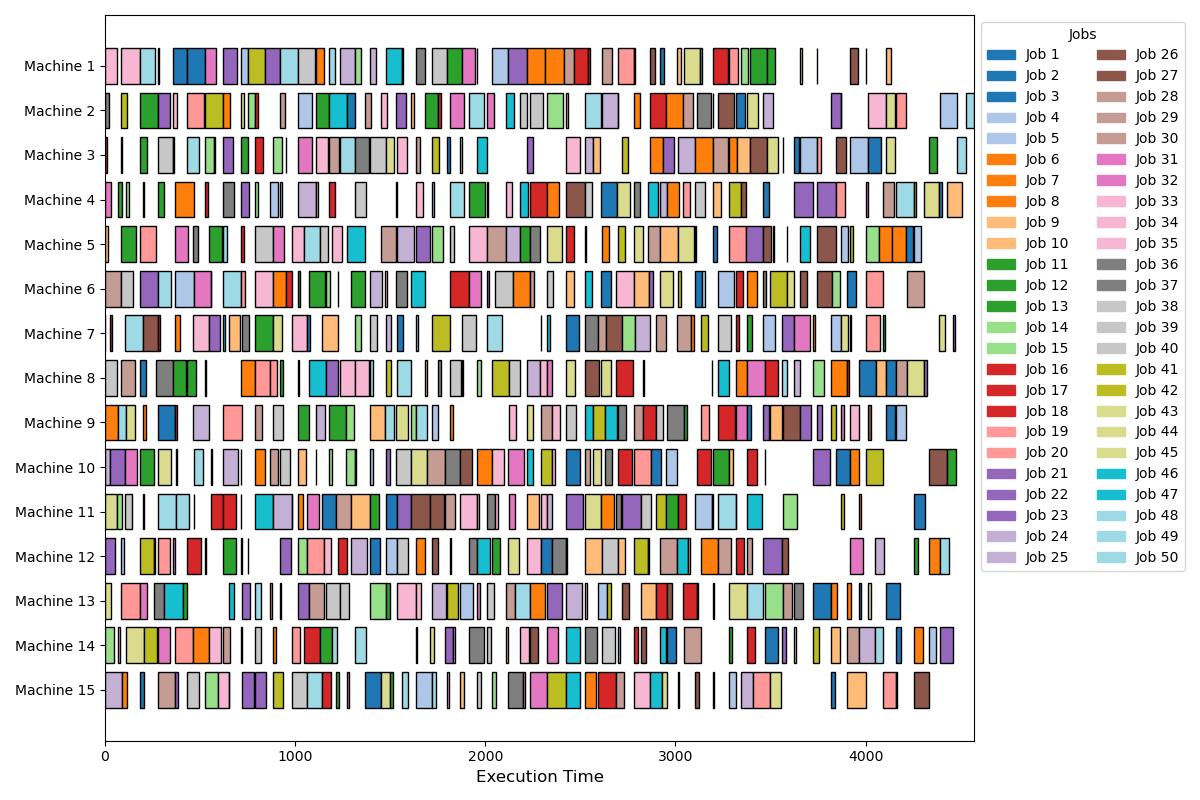 Machine 1
Machine 2
Machine 3
Machine 4
Machine 5
Machine 6
Machine 7
Machine 8
Machine 9
Machine 10
Machine 11
Machine 12
Machine 13
Machine 14
Machine 15
0 1000 2000 3000 4000
Execution Time
Jobs
Job 1
Job 2
Job 3
Job 4
Job 5
Job 6
Job 7
Job 8
Job 9
Job 10
Job 11
Job 12
Job 13
Job 14
Job 15
Job 16
Job 17
Job 18
Job 19
Job 20
Job 21
Job 22
Job 23
Job 24
Job 25
Job 26
Job 27
Job 28
Job 29
Job 30
Job 31
Job 32
Job 33
Job 34
Job 35
Job 36
Job 37
Job 38
Job 39
Job 40
Job 41
Job 42
Job 43
Job 44
Job 45
Job 46
Job 47
Job 48
Job 49
Job 50